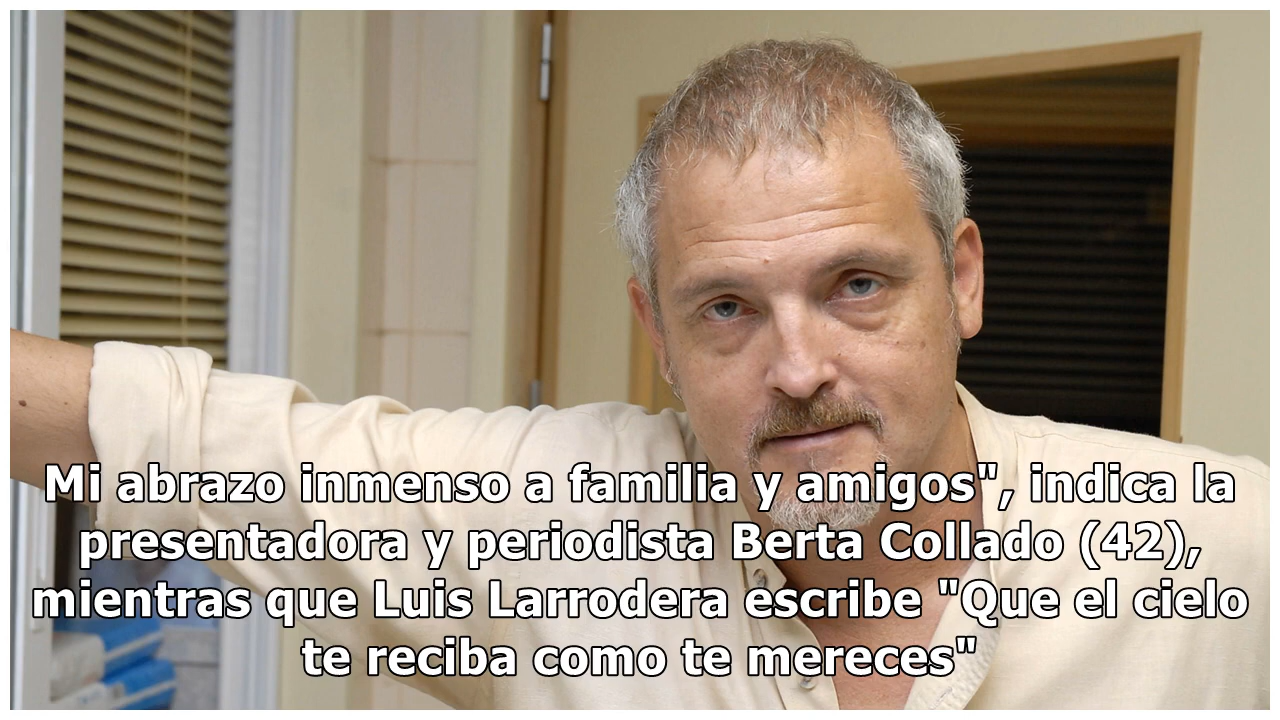 Mi abrazo inmenso a familia y amigos", indica la
presentadora y periodista Berta Collado (42),
mientras que Luis Larrodera escribe "Que el cielo
te reciba como te mereces"